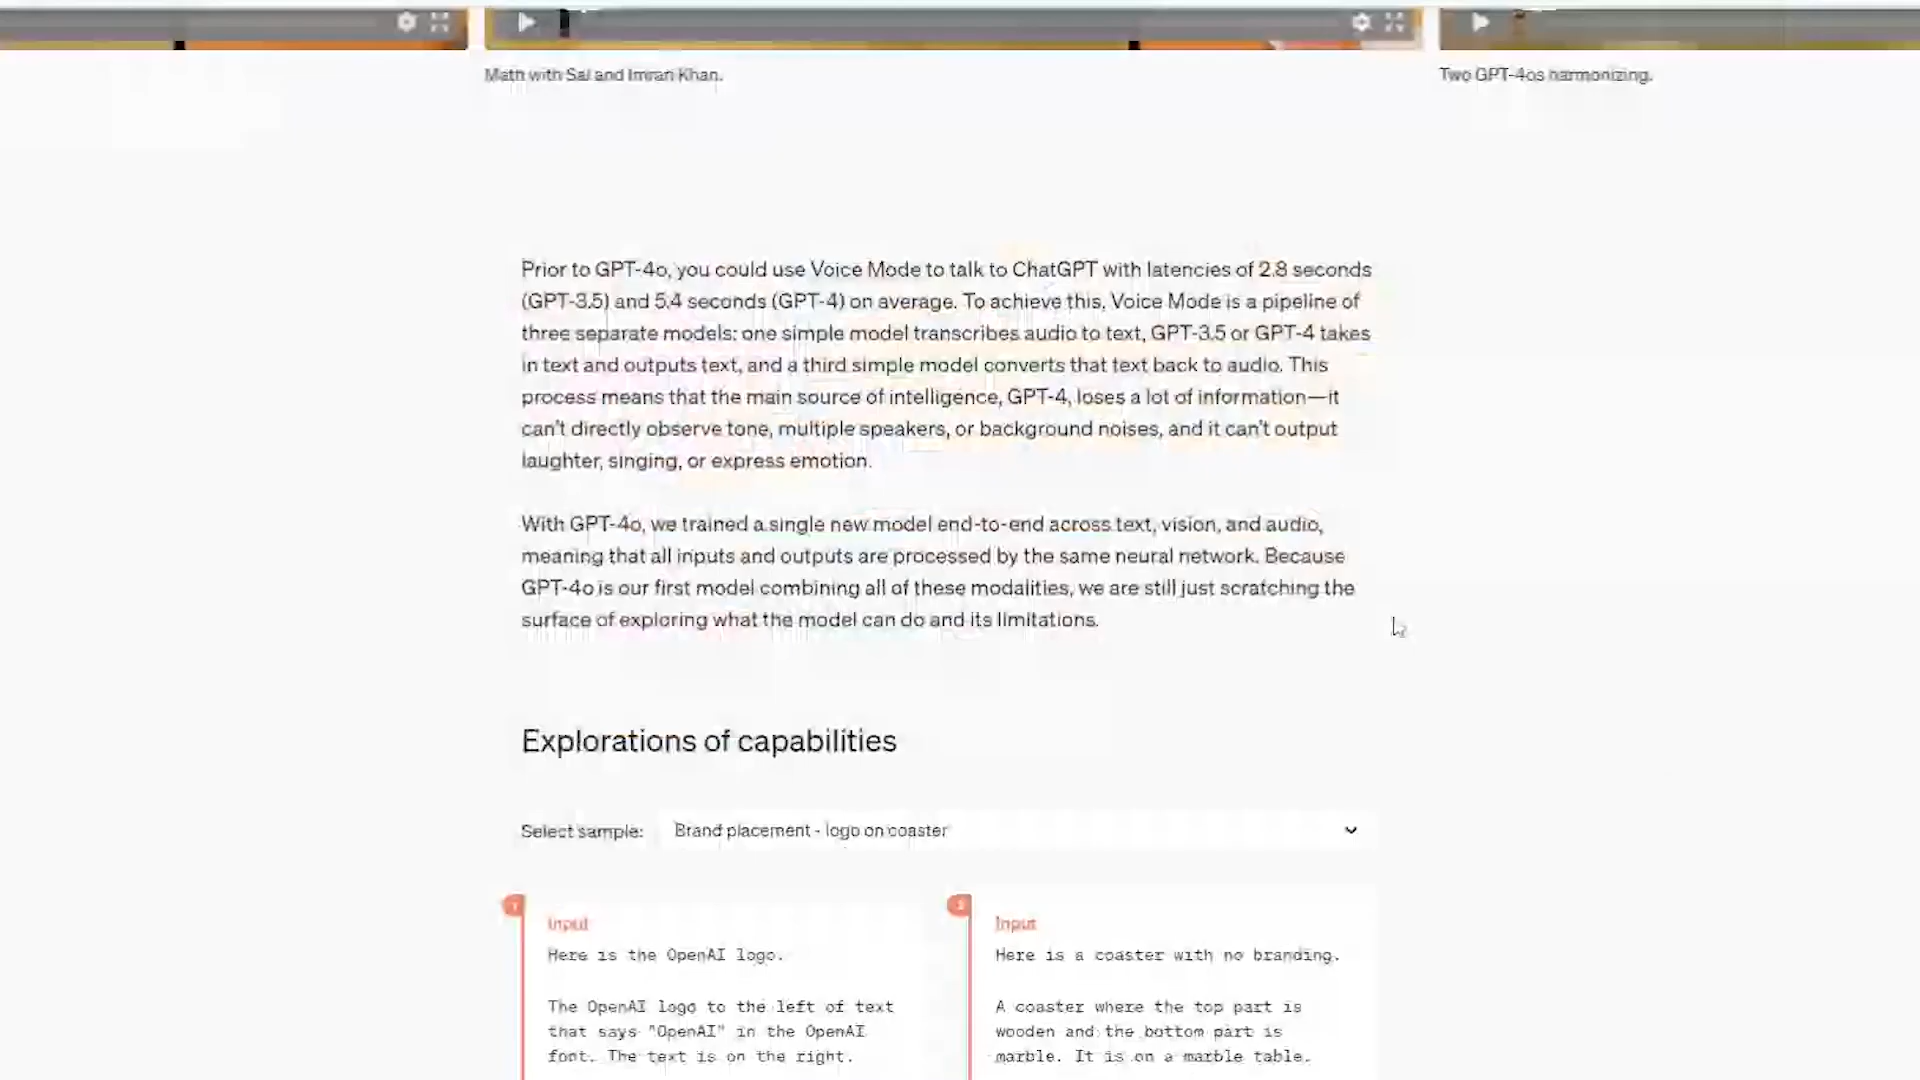 Math with Sal and Imran Khan.
Two GPT-4os harmonizing.
Prior to GPT-4o, you could use Voice Mode to talk to ChatGPT with latencies of 2.8 seconds
(GPT-3.5) and 5.4 seconds (GPT-4) on average. To achieve this, Voice Mode is a pipeline of
three separate models: one simple model transcribes audio to text, GPT-3.5 or GPT-4 takes
in text and outputs text, and a third simple model converts that text back to audio. This
process means that the main source of intelligence, GPT-4, loses a lot of information—it
can't directly observe tone, multiple speakers, or background noises, and it can't output
laughter, singing, or express emotion.
With GPT-4o, we trained a single new model end-to-end across text, vision, and audio,
meaning that all inputs and outputs are processed by the same neural network. Because
GPT-4o is our first model combining all of these modalities, we are still just scratching the
surface of exploring what the model can do and its limitations.
Explorations of capabilities
Select sample: Brand placement - logo on coaster
1
Input
Here is the OpenAI logo.
The OpenAI logo to the left of text
that says "OpenAI" in the OpenAI
font. The text is on the right.
2
Input
Here is a coaster with no branding.
A coaster where the top part is
wooden and the bottom part is
marble. It is on a marble table.